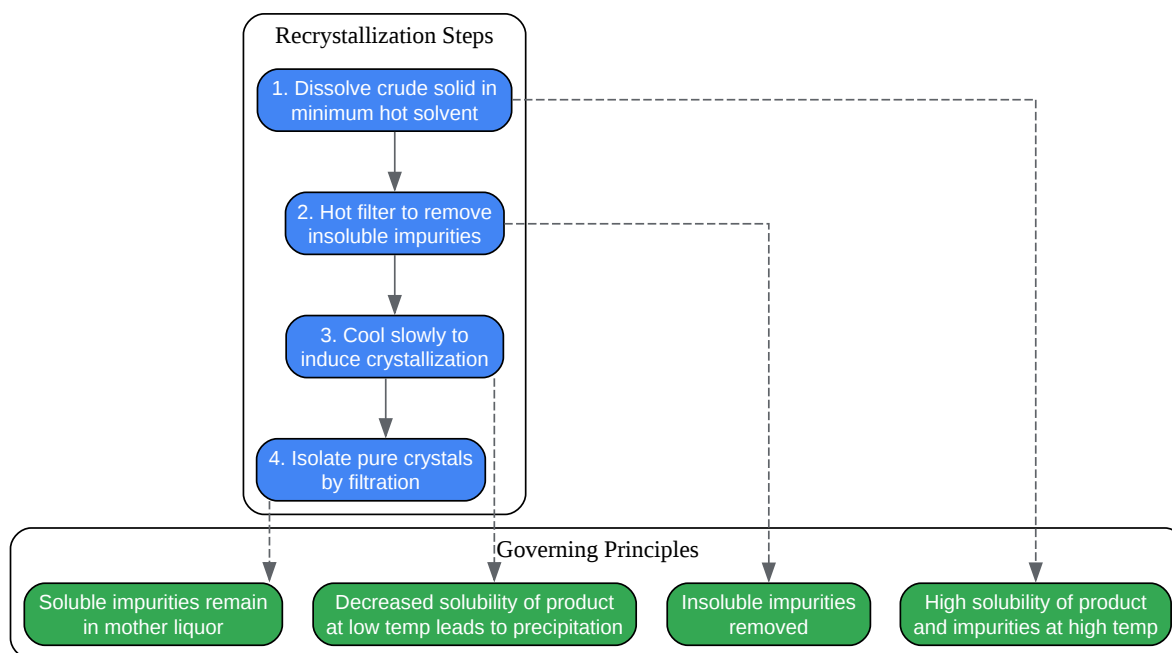 Recrystallization Steps
1. Dissolve crude solid in
minimum hot solvent
2. Hot filter to remove
insoluble impurities
3. Cool slowly to
induce crystallization
4. Isolate pure crystals
by filtration
Governing Principles
Soluble impurities remain
in mother liquor
Decreased solubility of product
at low temp leads to precipitation
Insoluble impurities
removed
High solubility of product
and impurities at high temp